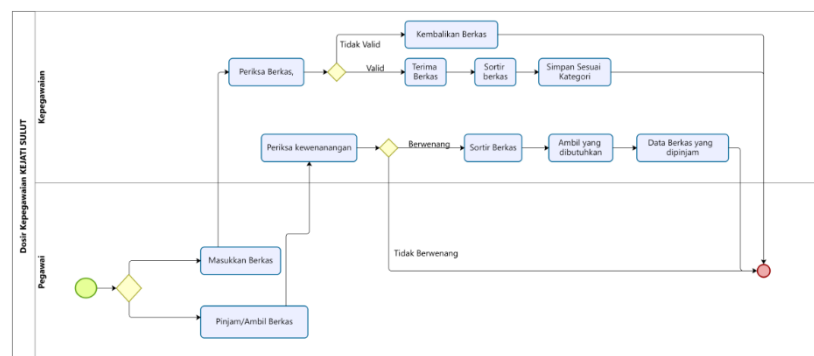 Dosir Kepegawaian KEJATI SULUT
Kepegawaian
Kembalikan Berkas
Tidak Valid
Periksa Berkas,
Valid
Terima
Berkas
Sortir
berkas
Simpan Sesuai
Kategori
Periksa kewenanangan
Berwenang
Sortir Berkas
Ambil yang
dibutuhkan
Data Berkas yang
dipinjam
Pegawai
Tidak Berwenang
Masukkan Berkas
Pinjam/Ambil Berkas